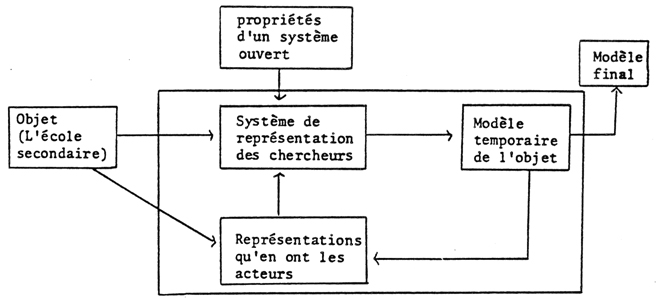 propriétés
d'un système
ouvert
Modèle
final
Objet
(L'école
secondaire)
Système de
représentation
des chercheurs
Modèle
temporaire
de l'objet
Représentations
qu'en ont les
acteurs